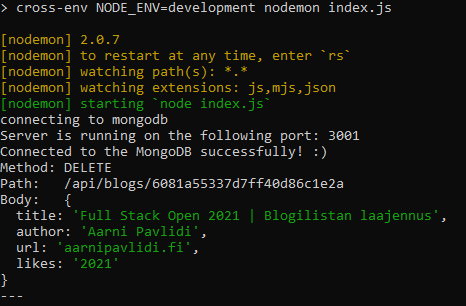 > cross-env NODE_ENV=development nodemon index.js
[nodemon] 2.0.7
[nodemon] to restart at any time, enter `rs`
[nodemon] watching path(s): *.*
[nodemon] watching extensions: js,mjs,json
[nodemon] starting `node index.js`
connecting to mongodb
Server is running on the following port: 3001
Connected to the MongoDB successfully! :)
Method: DELETE
Path:   /api/blogs/6081a55337d7ff40d86c1e2a
Body:   {
  title: 'Full Stack Open 2021 | Blogilistan laajennus',
  author: 'Aarni Pavlidi',
  url: 'aarnipavlidi.fi',
  likes: '2021'
}
---